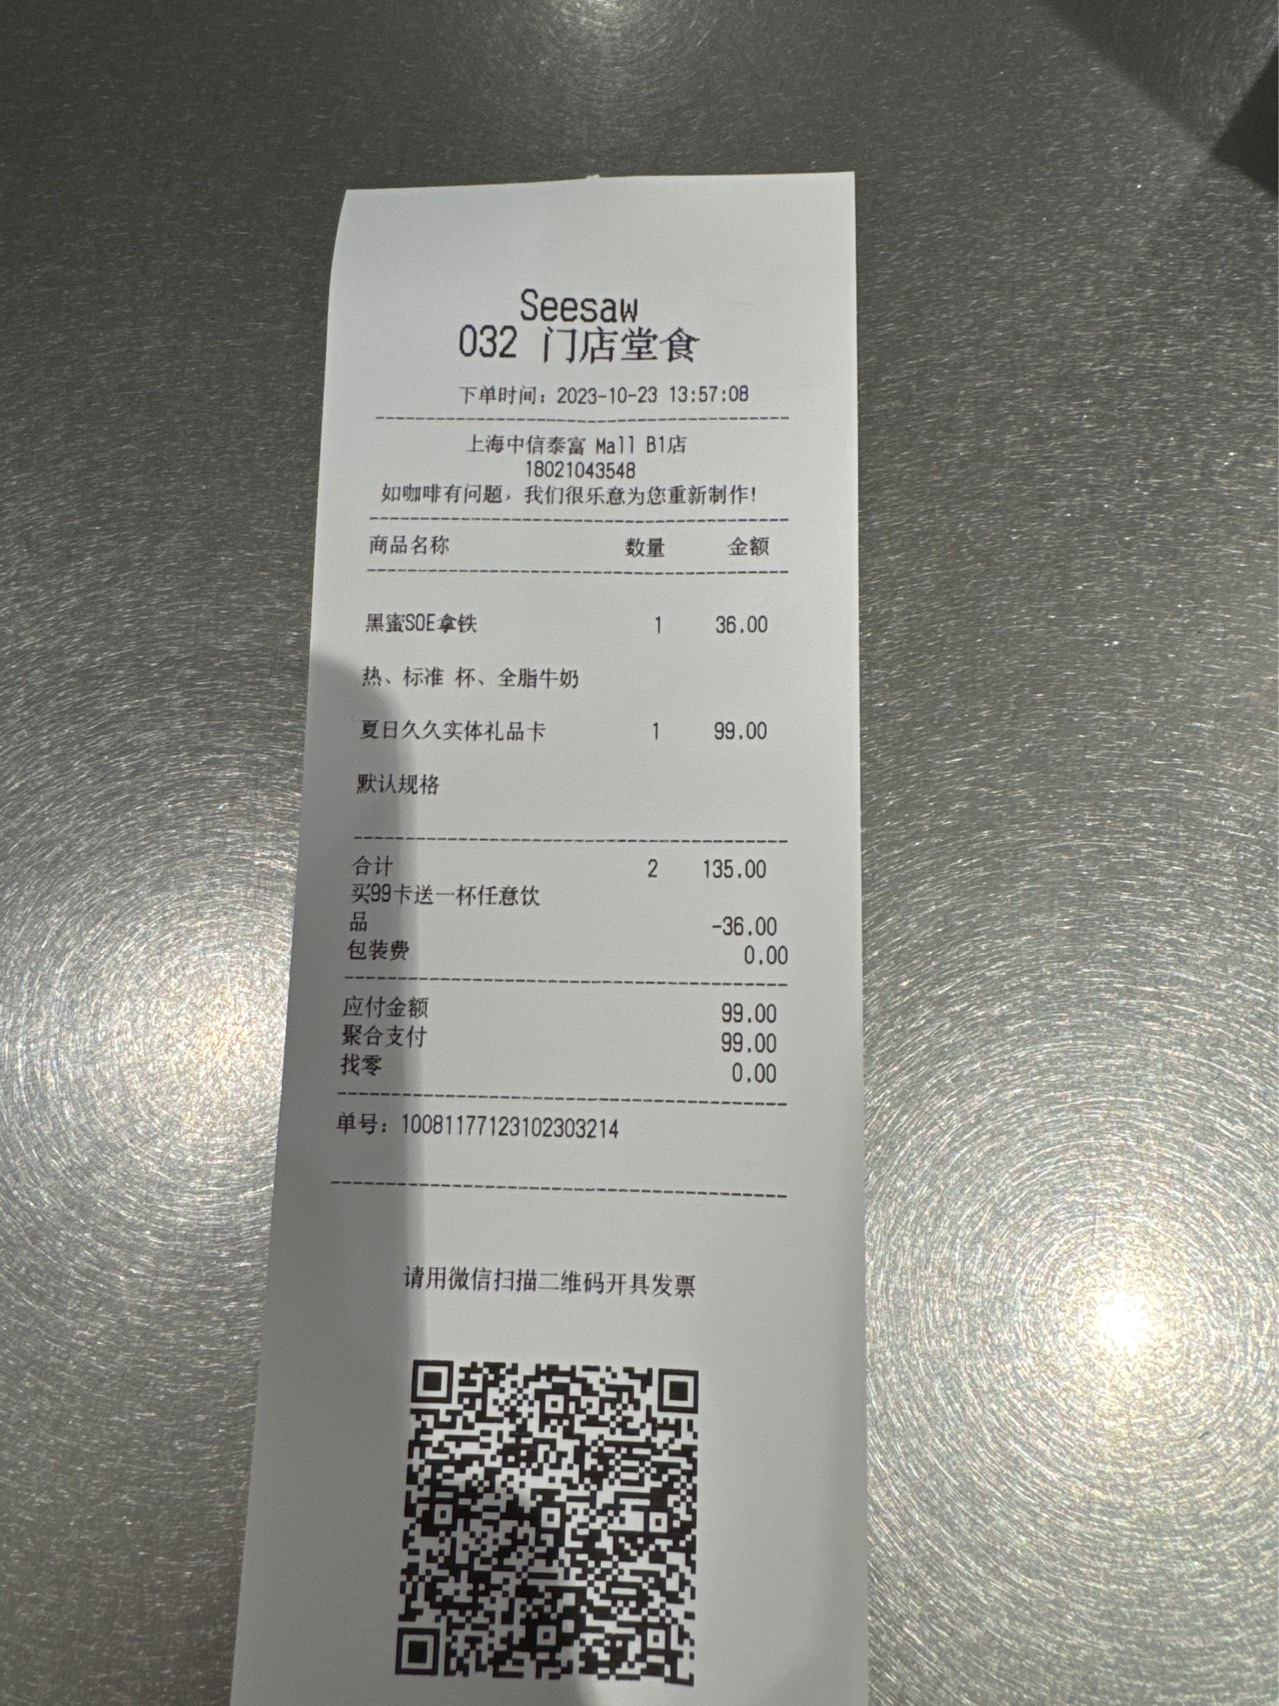 Seesaw
032 门店堂食
下单时间：2023-10-23 13:57:08
上海中信泰富 Mall B1店
18021043548
如咖啡有问题，我们很乐意为您重新制作!
商品名称 数量 金额
黑蜜SOE拿铁 1 36.00
热、标准 杯、全脂牛奶
夏日久久实体礼品卡 1 99.00
默认规格
合计 2 135.00
买99卡送一杯任意饮
品 -36.00
包装费 0.00
应付金额 99.00
聚合支付 99.00
找零 0.00
单号：10081177123102303214
请用微信扫描二维码开具发票